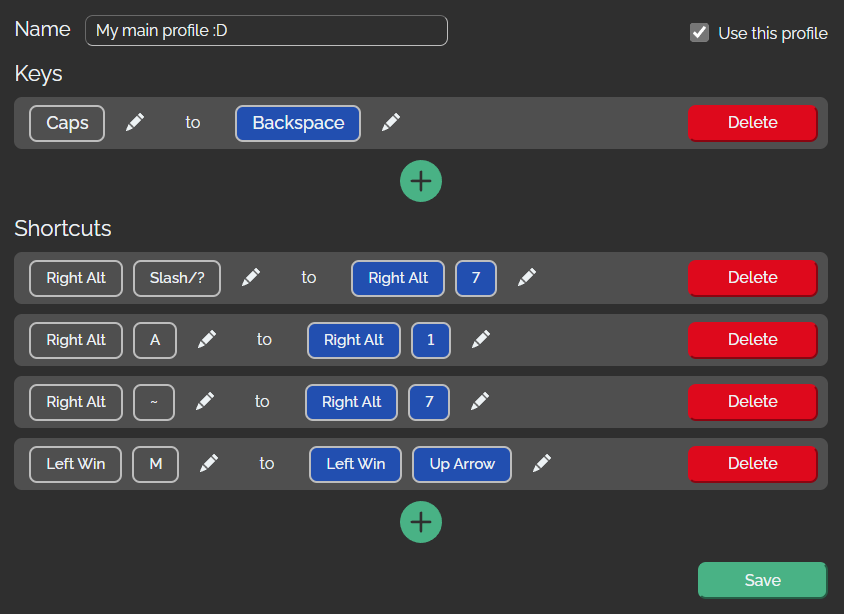 Name My main profile :D Use this profile
Keys
Caps to Backspace Delete
Shortcuts
Right Alt Slash/? to Right Alt 7 Delete
Right Alt A to Right Alt 1 Delete
Right Alt ~ to Right Alt 7 Delete
Left Win M to Left Win Up Arrow Delete
Save